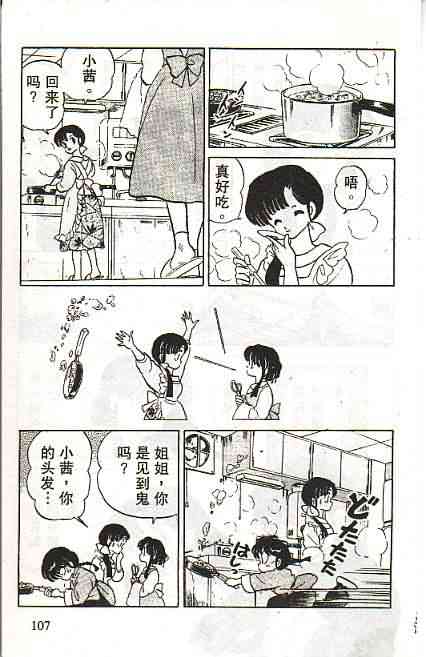 唔。
真好吃。
小茜。
回来了
吗？
どたたた
はしっ
姐姐，你
是见到鬼
吗？
小茜，你
的头发…
107